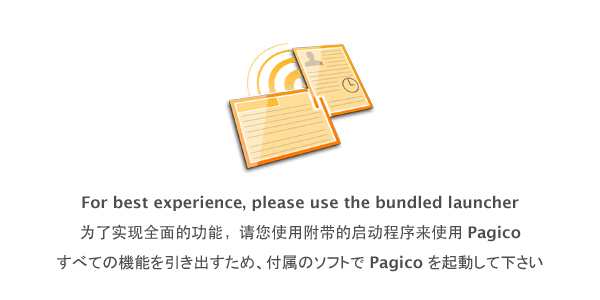 For best experience, please use the bundled launcher
为了实现全面的功能，请您使用附带的启动程序来使用 Pagico
すべての機能を引き出すため、付属のソフトで Pagico を起動して下さい